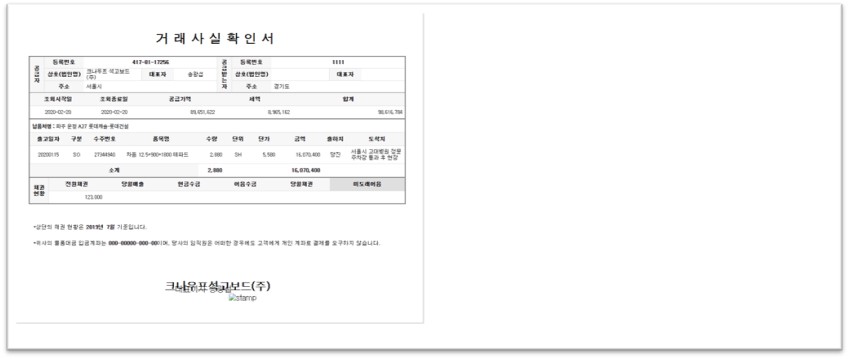 거 래 사 실 확 인 서
공급자 등록번호 417-01-17256 공급받는자 등록번호 1111
상호(법인명) 크나우프 석고보드(주) 대표자 상호(법인명) 대표자
주소 서울시 주소 경기도
조회시작일 조회종료일 공급가액 세액 합계
2020-02-20 2020-02-20 89,651,622 8,965,162 98,616,784
납품처명 : 파주 운정 A27 롯데캐슬-롯데건설
출고일자 구분 수주번호 품목명 수량 단위 단가 금액 출하지 도착지
20200115 SO 27344940 차음 12.5*900*1800 테파드 2,880 SH 5,580 16,070,400 당진 서울시 고대병원 정문 주차장 통과 후 현장
소계 2,880 16,070,400
채권현황 전월채권 당월매출 현금수금 어음수금 당월채권 미도래어음
123,000
*상단의 채권 현황은 2019년 7월 기준입니다.
*귀사의 물품대금 입금계좌는 000-00000-000-00이며, 당사의 임직원은 어떠한 경우에도 고객에게 개인 계좌로 결제를 요구하지 않습니다.
크나우프석고보드(주)
대표이사
stamp